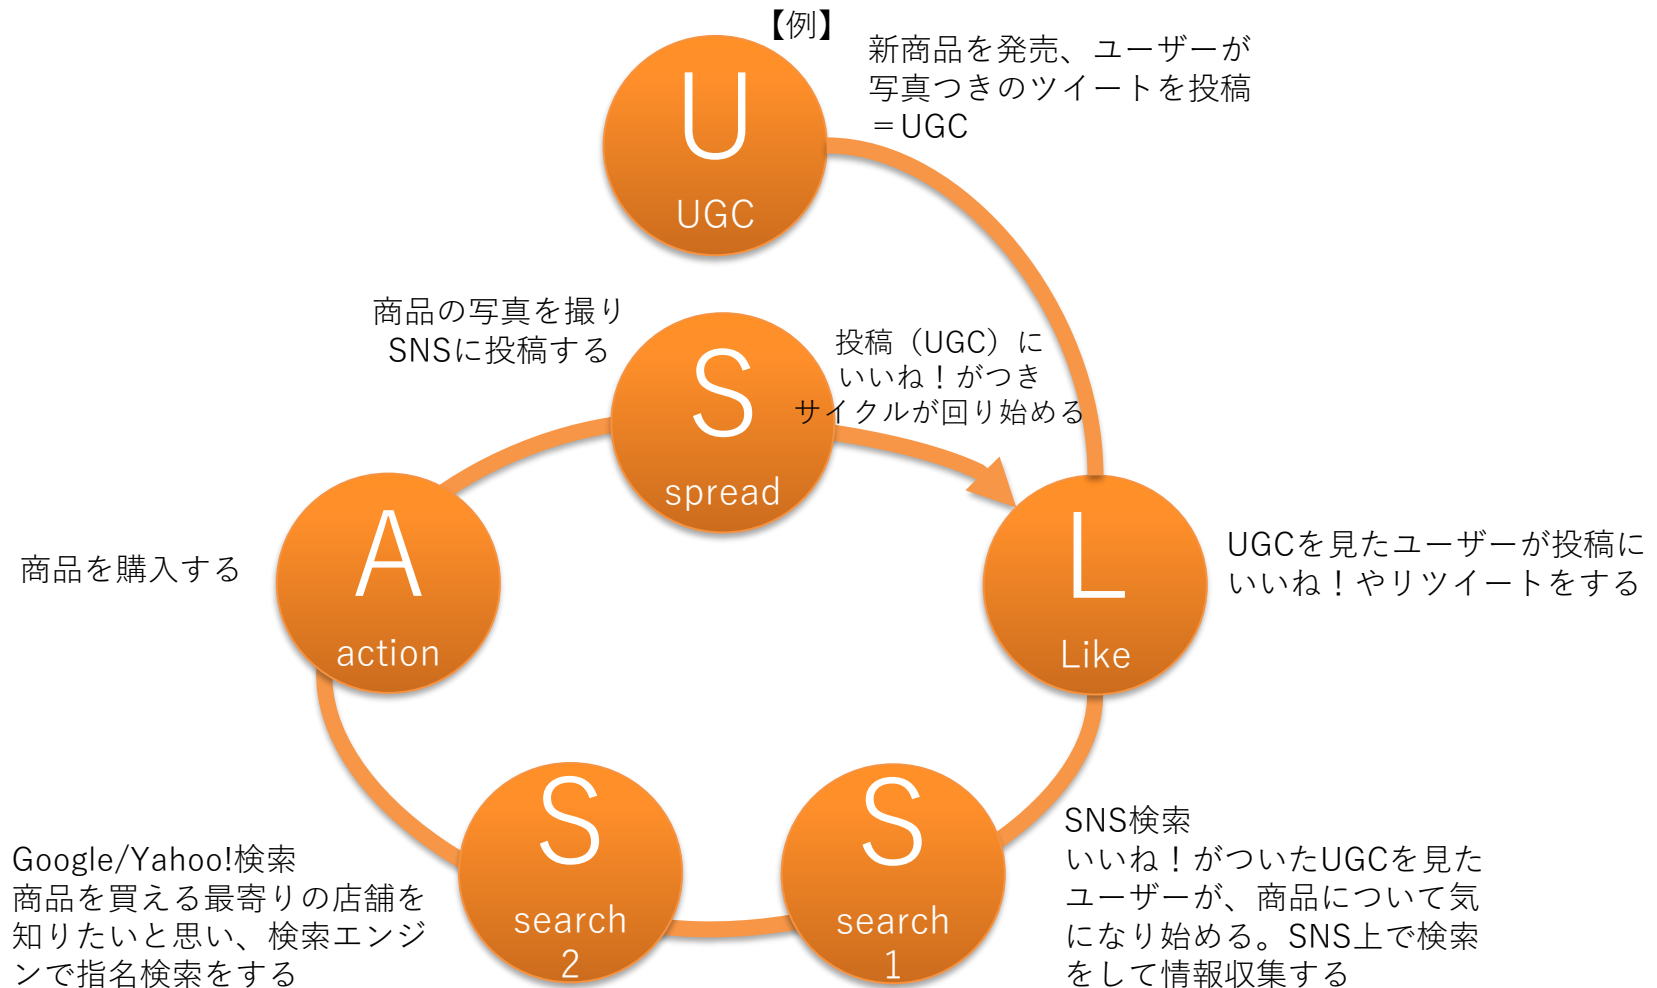 【例】
新商品を発売、ユーザーが
写真つきのツイートを投稿
＝UGC
U
UGC
商品の写真を撮り
SNSに投稿する
S
spread
投稿（UGC）に
いいね！がつき
サイクルが回り始める
L
Like
UGCを見たユーザーが投稿に
いいね！やリツイートをする
商品を購入する
A
action
S
search
1
SNS検索
いいね！がついたUGCを見た
ユーザーが、商品について気
になり始める。SNS上で検索
をして情報収集する
S
search
2
Google/Yahoo!検索
商品を買える最寄りの店舗を
知りたいと思い、検索エンジ
ンで指名検索をする